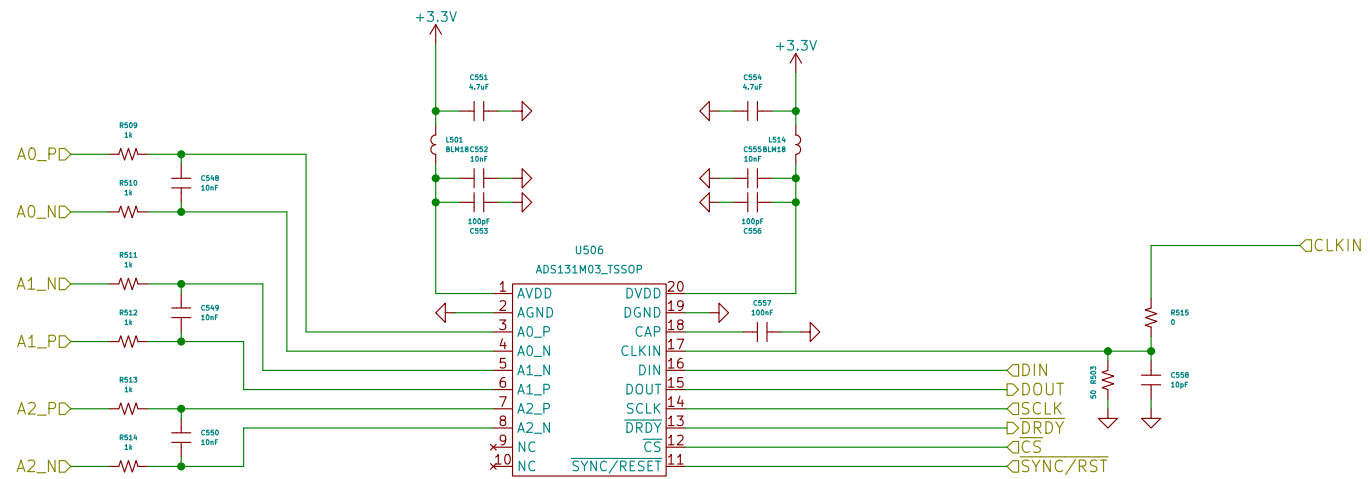 +3.3V
+3.3V
C551
4.7uF
C554
4.7uF
R509
1k
L501
BLM18
C552
10nF
C555
10nF
L514
BLM18
A0_P
C548
10nF
R510
1k
A0_N
100pF
C553
100pF
C556
R511
1k
A1_N
C549
10nF
R512
1k
A1_P
R513
1k
A2_P
C550
10nF
R514
1k
A2_N
U506
ADS131M03_TSSOP
1 AVDD
2 AGND
3 A0_P
4 A0_N
5 A1_N
6 A1_P
7 A2_P
8 A2_N
9 NC
10 NC
DVDD 20
DGND 19
CAP 18
CLKIN 17
DIN 16
DOUT 15
SCLK 14
DRDY 13
CS 12
SYNC/RESET 11
C557
100nF
CLKIN
R515
0
R503
50
C558
10pF
DIN
DOUT
SCLK
DRDY
CS
SYNC/RST